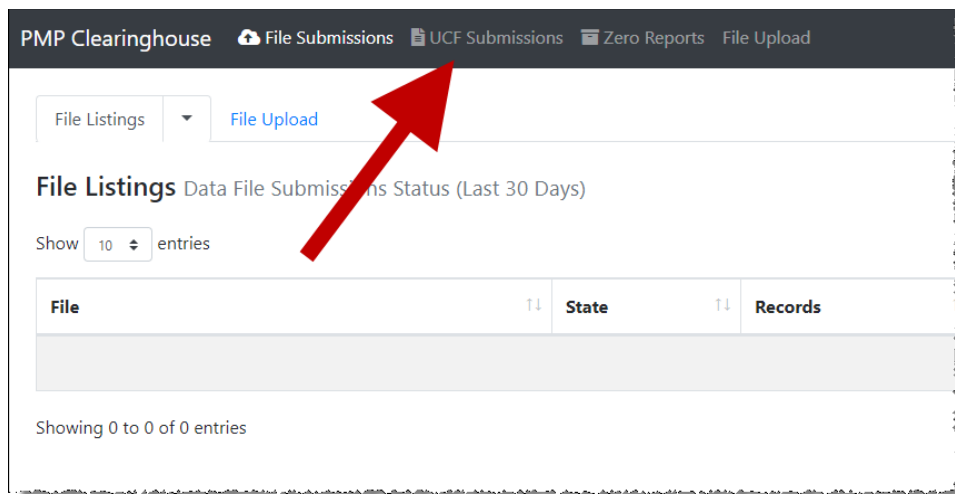 PMP Clearinghouse File Submissions UCF Submissions Zero Reports File Upload
File Listings File Upload
File Listings Data File Submissions Status (Last 30 Days)
Show 10 entries
File State Records
Showing 0 to 0 of 0 entries